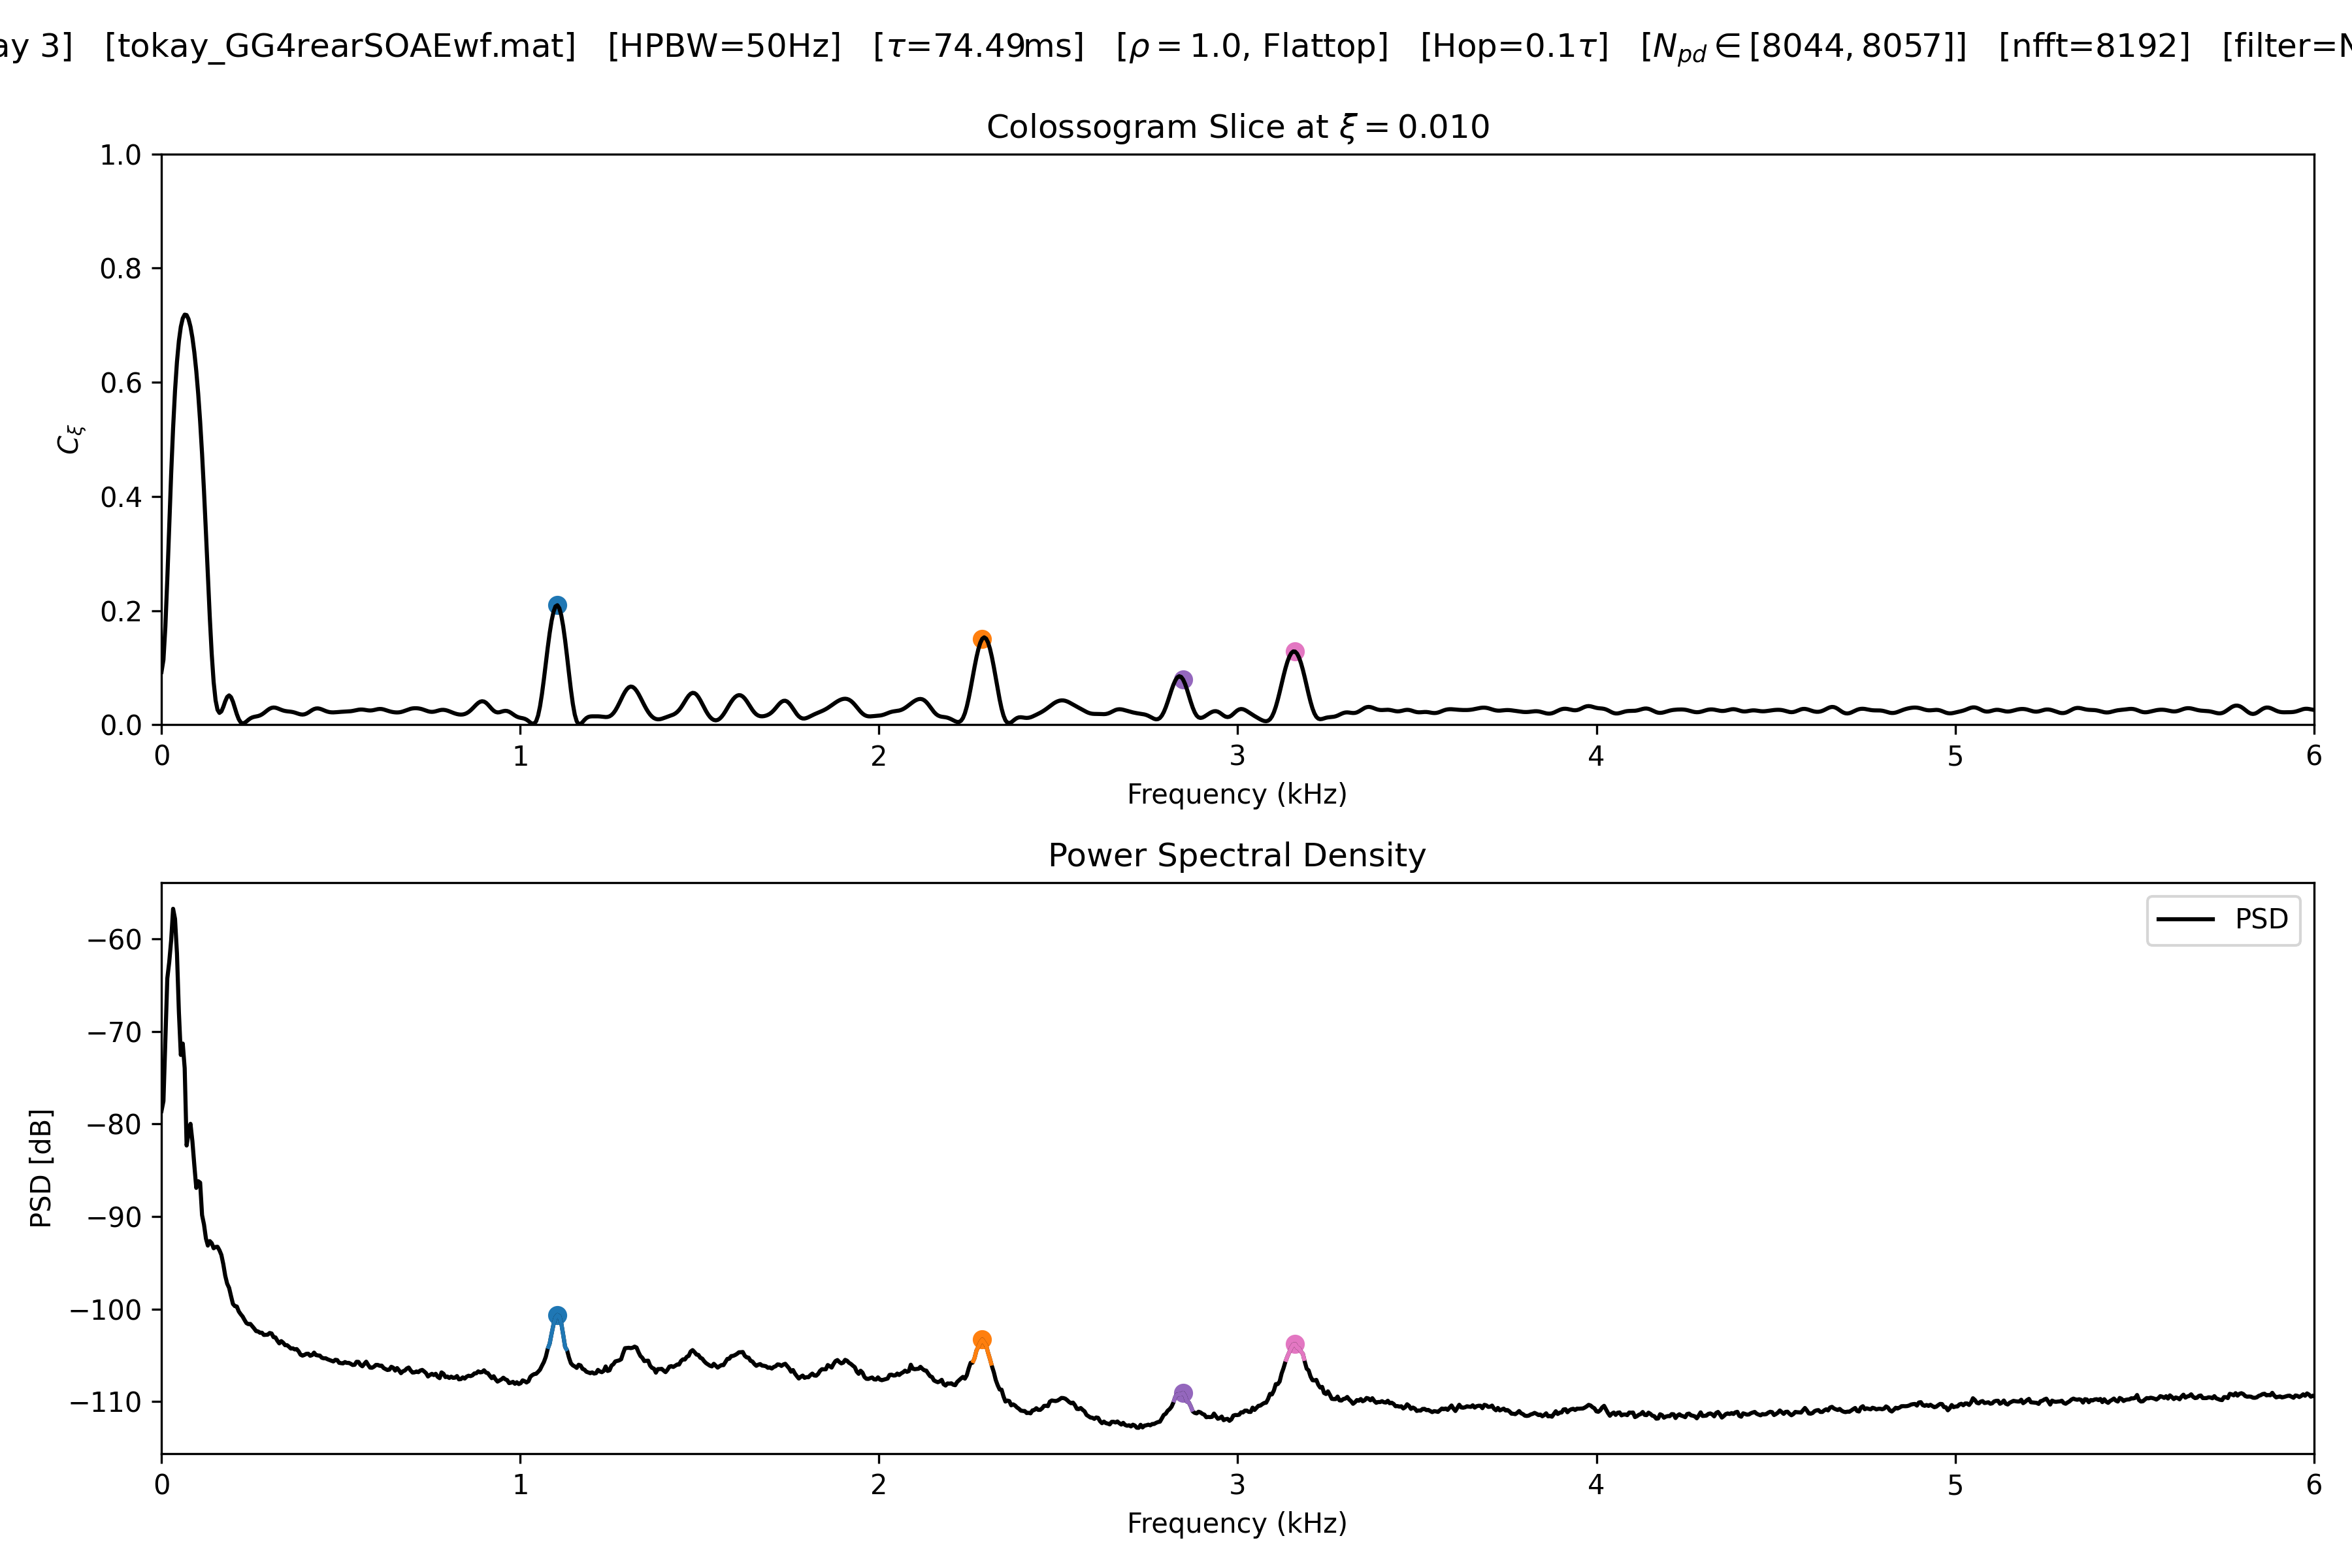 ay 3] [tokay_GG4rearSOAEwf.mat] [HPBW=50Hz] [τ=74.49ms] [ρ = 1.0, Flattop] [Hop=0.1τ] [N_pd ∈ [8044, 8057]] [nfft=8192] [filter=N
Colossogram Slice at ξ = 0.010
1.0
0.8
0.6
0.4
0.2
0.0
C_ξ
0 1 2 3 4 5 6
Frequency (kHz)
Power Spectral Density
PSD
−60
−70
−80
−90
−100
−110
PSD [dB]
0 1 2 3 4 5 6
Frequency (kHz)